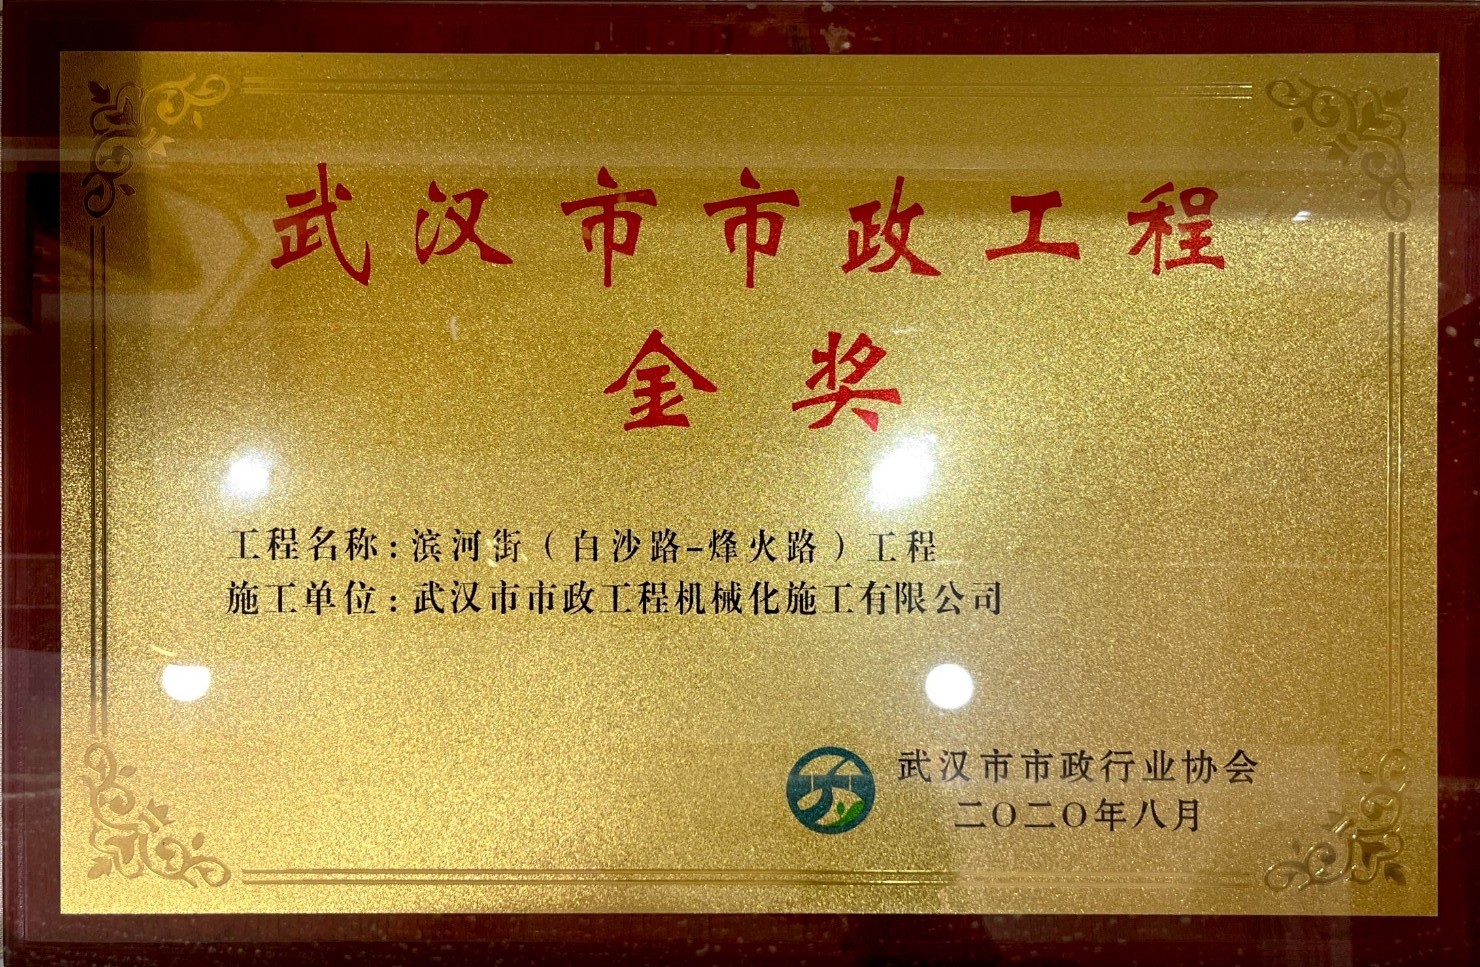 武汉市市政工程
金奖
工程名称：滨河街（白沙路-烽火路）工程
施工单位：武汉市市政工程机械化施工有限公司
武汉市市政行业协会
二〇二〇年八月